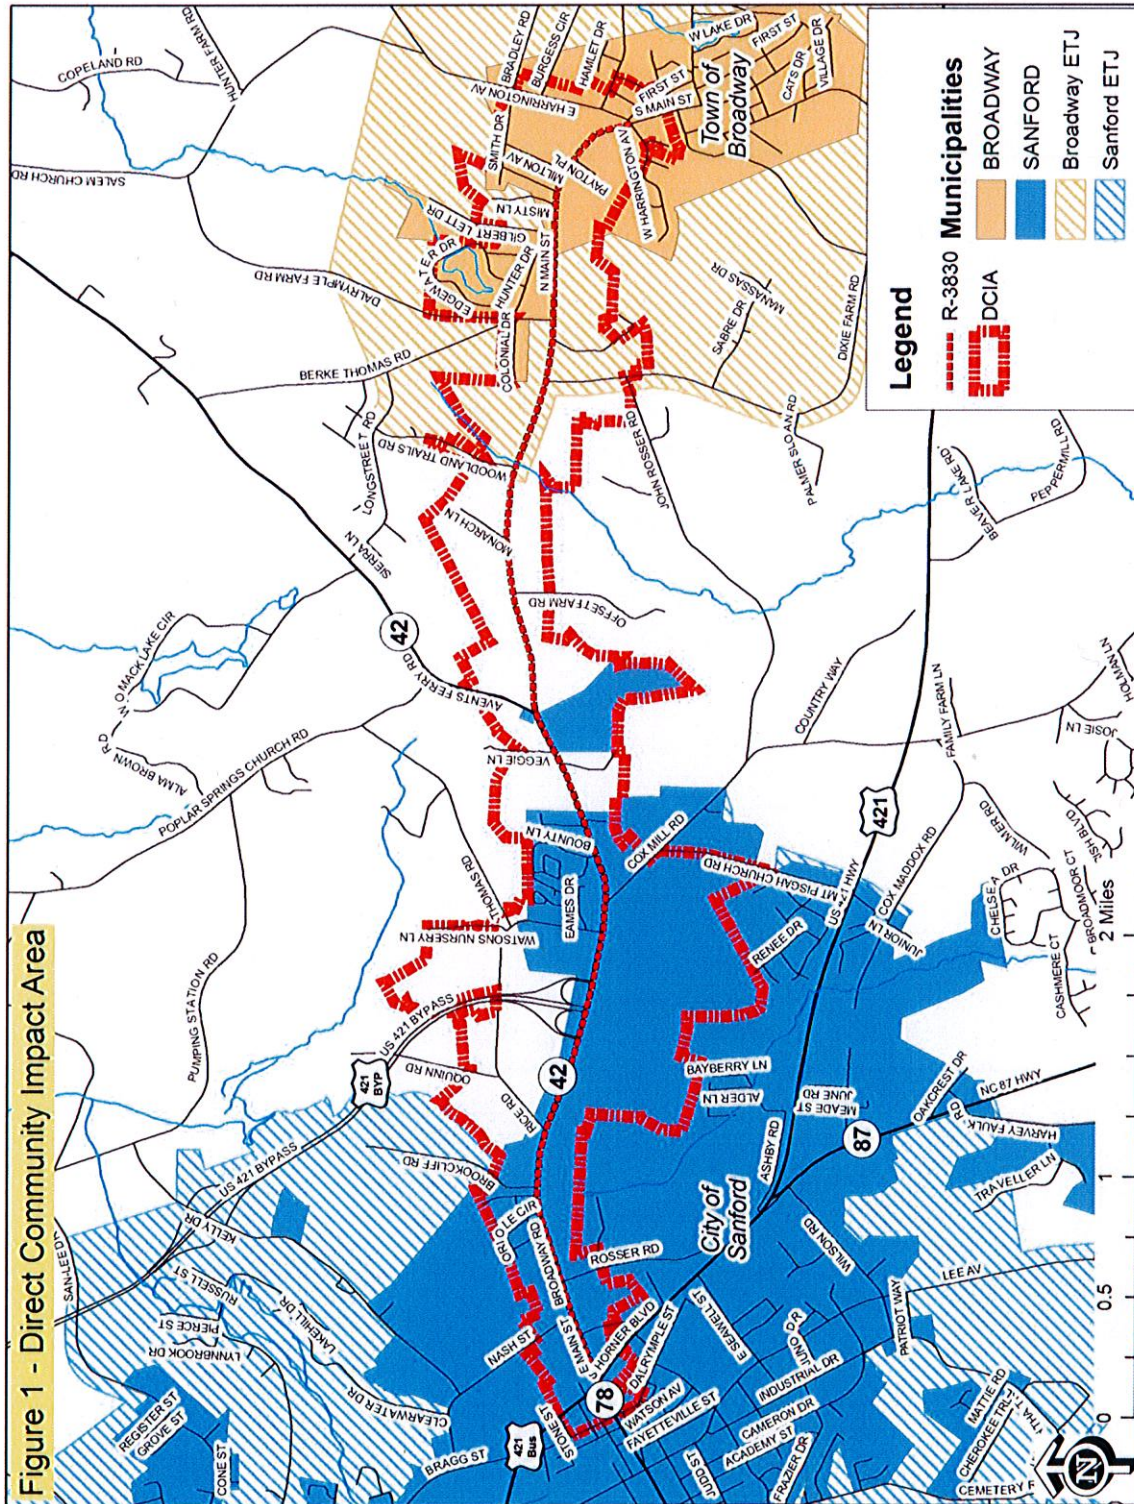 Figure 1 - Direct Community Impact Area
COPELAND RD
HUNTER FARM RD
SALEM CHURCH RD
BRADLEY RD
BURGESS CIR
HAMLET DR
W LAKE DR
FIRST ST
CATS DR
VILLAGE DR
E HARRINGTON AV
FIRST ST
S MAIN ST
Town of
Broadway
SMITH DR
MILTON AV
PAYTON PL
W HARRINGTON AV
MISTY LN
GILBERT LETT DR
EDGEWATER DR
HUNTER DR
N MAIN ST
COLONIAL DR
DALRYMPLE FARM RD
BERKE THOMAS RD
MANASSAS DR
SABRE DR
DIXIE FARM RD
PALMER SLOAN RD
JOHN ROSSER RD
LONGSTREET RD
WOODLAND TRAILS RD
MONARCH LN
SIERRA LN
OFFSET FARM RD
42
AVENTS FERRY RD
WOMACK LAKE CIR
ALMA BROWN RD
POPLAR SPRINGS CHURCH RD
VEGGIE LN
BOUNTY LN
THOMAS RD
EAMES DR
WATSONS NURSERY LN
COX MILL RD
MT PISGAH CHURCH RD
COUNTRY WAY
FAMILY FARM LN
BEAVER LAKE RD
PEPPERMILL RD
HOLMAN LN
JOSIE LN
421
US 421 HWY
COX MADDOX RD
WILMER RD
JUNIOR LN
RENEE DR
CHELSEA DR
BROADMOOR CT
CASHMERE CT
JSH BLVD
PUMPING STATION RD
US 421 BYPASS
421
BYP
OQUINN RD
RICE RD
42
BROOKCLIFF RD
US 421 BYPASS
BAYBERRY LN
ALDER LN
JUNE RD
MEADE ST
ASHBY RD
87
OAKCREST DR
NC 87 HWY
HARVEY FAULK RD
TRAVELLER LN
KELLY DR
SAN-LEE DR
RUSSELL ST
PIERCE ST
LYNNBROOK DR
LAKEHILL DR
CLEARWATER DR
REGISTER ST
GROVE ST
CONE ST
ORIOLE CIR
BROADWAY RD
NASH ST
E MAIN ST
ROSSER RD
City of
Sanford
WILSON RD
LEE AV
HORNER BLVD
DALRYMPLE ST
E SEAWELL ST
PATRIOT WAY
JUNO DR
INDUSTRIAL DR
78
WATSON AV
FAYETTEVILLE ST
STONE ST
421
Bus
BRAGG ST
JUDD ST
CAMERON DR
ACADEMY ST
FRAZIER DR
MATTIE RD
CHEROKEE TRL
CEMETERY R
Legend
R-3830
DCIA
Municipalities
BROADWAY
SANFORD
Broadway ETJ
Sanford ETJ
0 0.5 1 2 Miles
N